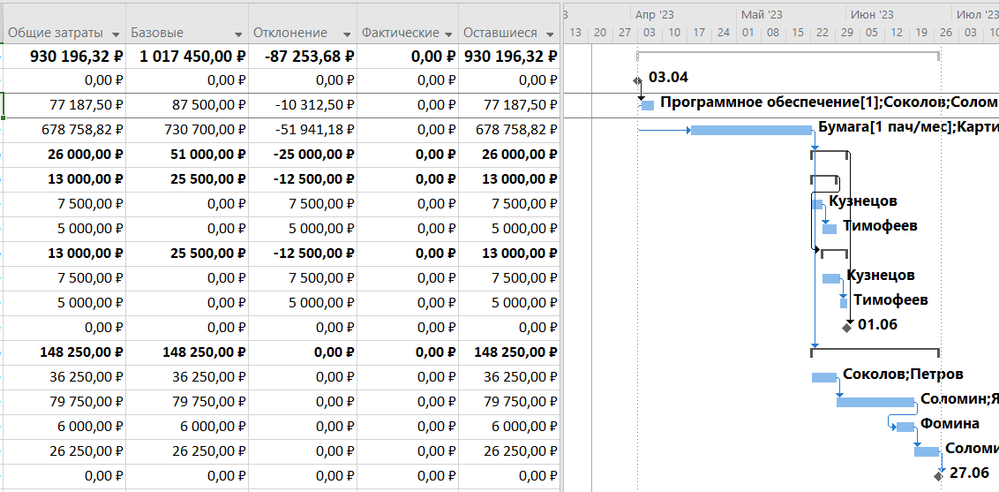 3 Апр '23 Май '23 Июн '23 Июл '23
Общие затраты Базовые Отклонение Фактические Оставшиеся 13 20 27 03 10 17 24 01 08 15 22 29 05 12 19 26 03 10
930 196,32 ₽ 1 017 450,00 ₽ -87 253,68 ₽ 0,00 ₽ 930 196,32 ₽
0,00 ₽ 0,00 ₽ 0,00 ₽ 0,00 ₽ 0,00 ₽ 03.04
77 187,50 ₽ 87 500,00 ₽ -10 312,50 ₽ 0,00 ₽ 77 187,50 ₽ Программное обеспечение[1];Соколов;Солом
678 758,82 ₽ 730 700,00 ₽ -51 941,18 ₽ 0,00 ₽ 678 758,82 ₽ Бумага[1 пач/мес];Карти
26 000,00 ₽ 51 000,00 ₽ -25 000,00 ₽ 0,00 ₽ 26 000,00 ₽
13 000,00 ₽ 25 500,00 ₽ -12 500,00 ₽ 0,00 ₽ 13 000,00 ₽
7 500,00 ₽ 0,00 ₽ 7 500,00 ₽ 0,00 ₽ 7 500,00 ₽ Кузнецов
5 000,00 ₽ 0,00 ₽ 5 000,00 ₽ 0,00 ₽ 5 000,00 ₽ Тимофеев
13 000,00 ₽ 25 500,00 ₽ -12 500,00 ₽ 0,00 ₽ 13 000,00 ₽
7 500,00 ₽ 0,00 ₽ 7 500,00 ₽ 0,00 ₽ 7 500,00 ₽ Кузнецов
5 000,00 ₽ 0,00 ₽ 5 000,00 ₽ 0,00 ₽ 5 000,00 ₽ Тимофеев
0,00 ₽ 0,00 ₽ 0,00 ₽ 0,00 ₽ 0,00 ₽ 01.06
148 250,00 ₽ 148 250,00 ₽ 0,00 ₽ 0,00 ₽ 148 250,00 ₽
36 250,00 ₽ 36 250,00 ₽ 0,00 ₽ 0,00 ₽ 36 250,00 ₽ Соколов;Петров
79 750,00 ₽ 79 750,00 ₽ 0,00 ₽ 0,00 ₽ 79 750,00 ₽ Соломин;Я
6 000,00 ₽ 6 000,00 ₽ 0,00 ₽ 0,00 ₽ 6 000,00 ₽ Фомина
26 250,00 ₽ 26 250,00 ₽ 0,00 ₽ 0,00 ₽ 26 250,00 ₽ Соломи
0,00 ₽ 0,00 ₽ 0,00 ₽ 0,00 ₽ 0,00 ₽ 27.06